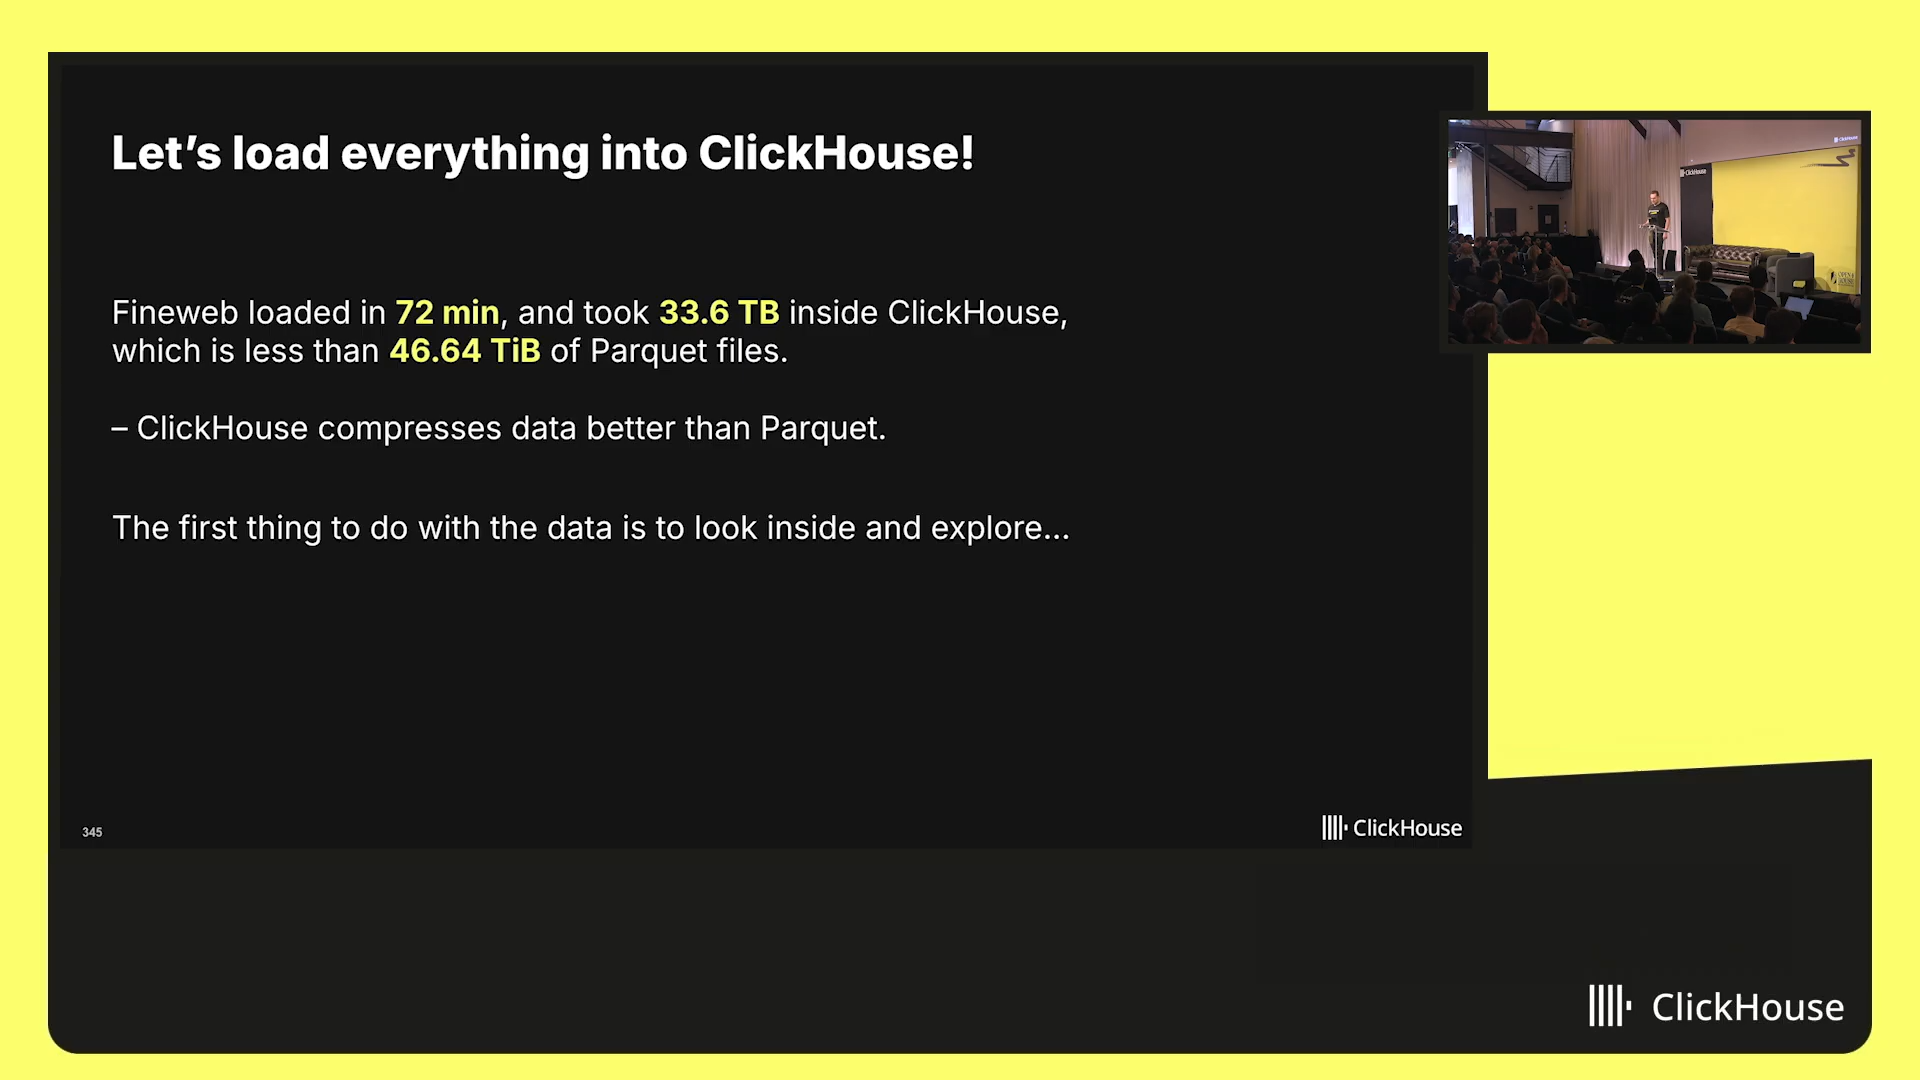 Let’s load everything into ClickHouse!
Fineweb loaded in 72 min, and took 33.6 TB inside ClickHouse,
which is less than 46.64 TiB of Parquet files.
– ClickHouse compresses data better than Parquet.
The first thing to do with the data is to look inside and explore...
345
ClickHouse
ClickHouse
ClickHouse
ClickHouse